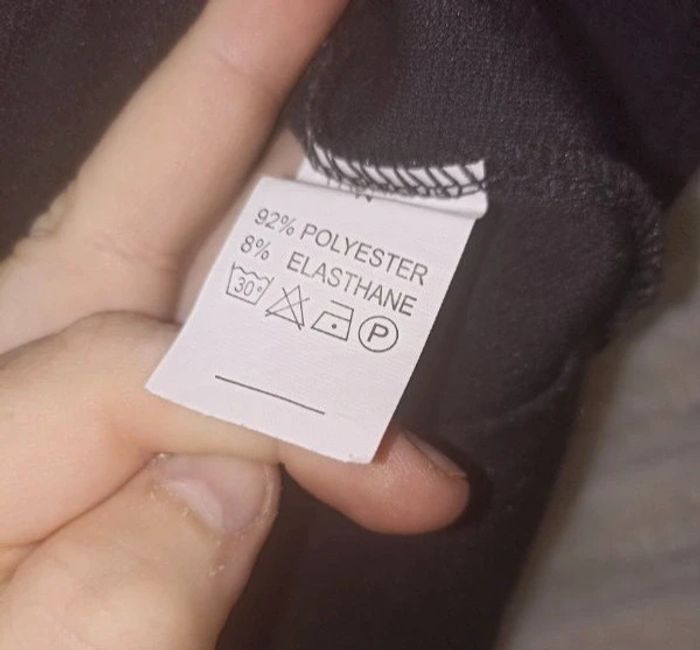 92% POLYESTER
8% ELASTHANE
30° P